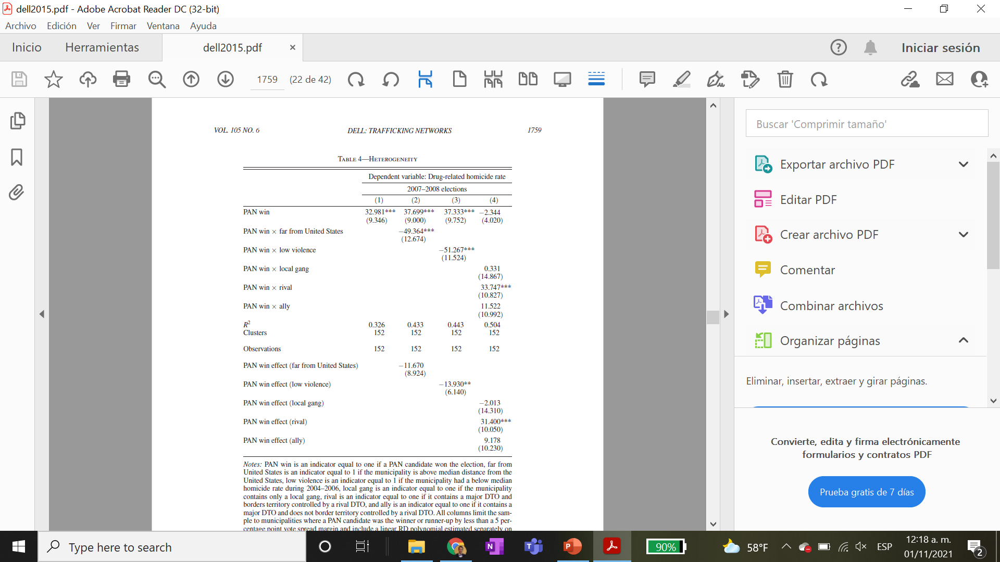 dell2015.pdf - Adobe Acrobat Reader DC (32-bit)
Archivo Edición Ver Firmar Ventana Ayuda
Inicio Herramientas dell2015.pdf × Iniciar sesión
1759 (22 de 42)
VOL. 105 NO. 6 DELL: TRAFFICKING NETWORKS 1759
Table 4—Heterogeneity
Dependent variable: Drug-related homicide rate
2007–2008 elections
(1) (2) (3) (4)
PAN win 32.981*** 37.699*** 37.333*** −2.344
(9.346) (9.000) (9.752) (4.020)
PAN win × far from United States −49.364***
(12.674)
PAN win × low violence −51.267***
(11.524)
PAN win × local gang 0.331
(14.867)
PAN win × rival 33.747***
(10.827)
PAN win × ally 11.522
(10.992)
R2 0.326 0.433 0.443 0.504
Clusters 152 152 152 152
Observations 152 152 152 152
PAN win effect (far from United States) −11.670
(8.924)
PAN win effect (low violence) −13.930**
(6.140)
PAN win effect (local gang) −2.013
(14.310)
PAN win effect (rival) 31.400***
(10.050)
PAN win effect (ally) 9.178
(10.230)
Notes: PAN win is an indicator equal to one if a PAN candidate won the election, far from
United States is an indicator equal to 1 if the municipality is above median distance from the
United States, low violence is an indicator equal to 1 if the municipality had a below median
homicide rate during 2004–2006, local gang is an indicator equal to one if the municipality
contains only a local gang, rival is an indicator equal to one if it contains a major DTO and
borders territory controlled by a rival DTO, and ally is an indicator equal to one if it contains a
major DTO and does not border territory controlled by a rival DTO. All columns limit the sam-
ple to municipalities where a PAN candidate was the winner or runner-up by less than a 5 per-
centage point vote spread margin and include a linear RD polynomial estimated separately on
Buscar 'Comprimir tamaño'
Exportar archivo PDF
Editar PDF
Crear archivo PDF
Comentar
Combinar archivos
Organizar páginas
Eliminar, insertar, extraer y girar páginas.
Convierte, edita y firma electrónicamente
formularios y contratos PDF
Prueba gratis de 7 días
Type here to search
90%
58°F
ESP
12:18 a. m.
01/11/2021
2